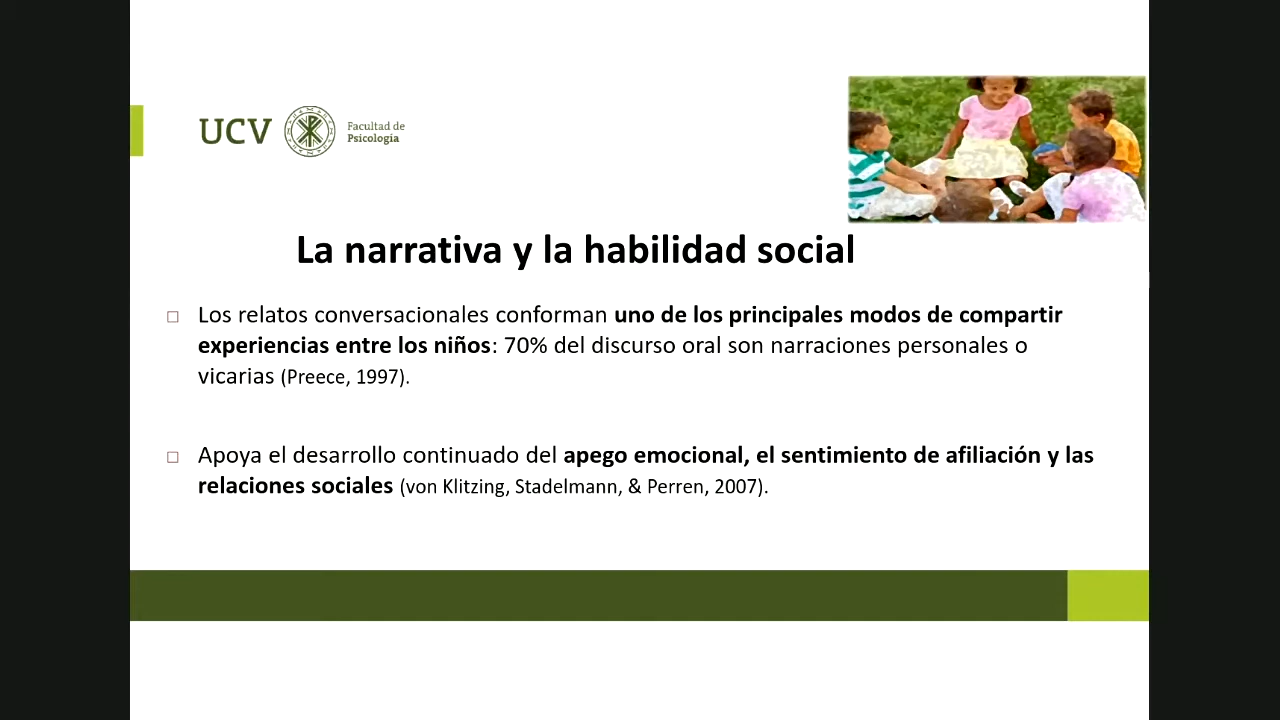 UCV
Facultad de
Psicología
La narrativa y la habilidad social
Los relatos conversacionales conforman uno de los principales modos de compartir
experiencias entre los niños: 70% del discurso oral son narraciones personales o
vicarias (Preece, 1997).
Apoya el desarrollo continuado del apego emocional, el sentimiento de afiliación y las
relaciones sociales (von Klitzing, Stadelmann, & Perren, 2007).